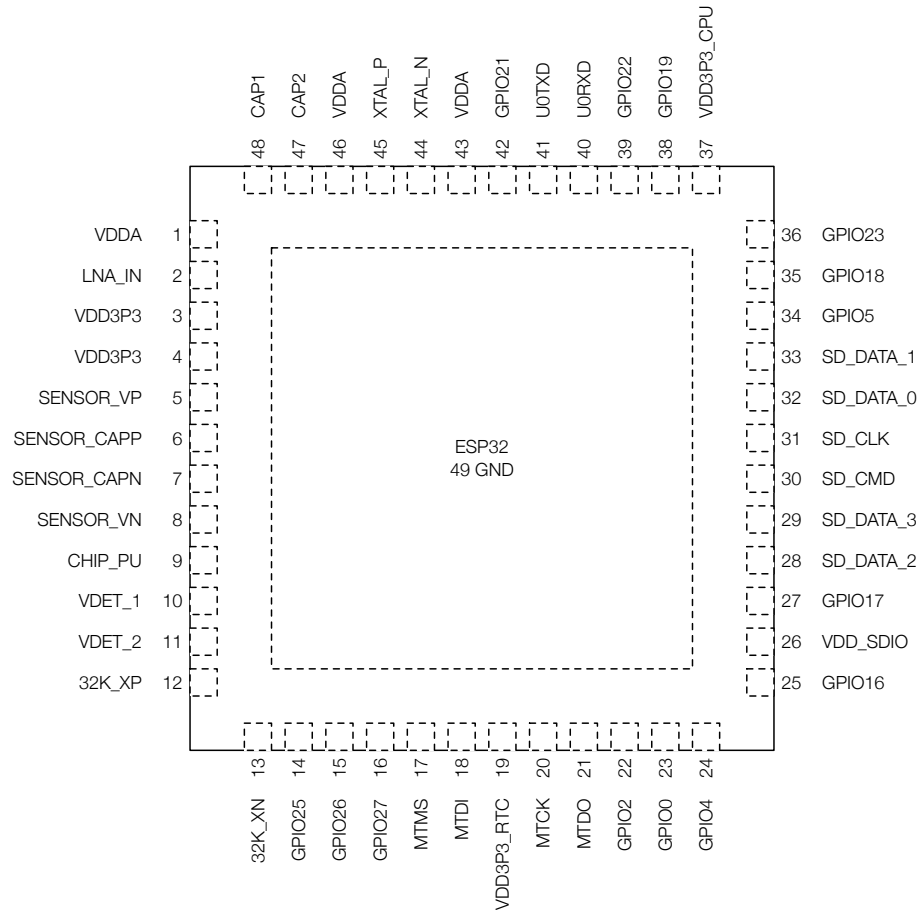 CAP1
CAP2
VDDA
XTAL_P
XTAL_N
VDDA
GPIO21
U0TXD
U0RXD
GPIO22
GPIO19
VDD3P3_CPU
48
47
46
45
44
43
42
41
40
39
38
37
VDDA 1
LNA_IN 2
VDD3P3 3
VDD3P3 4
SENSOR_VP 5
SENSOR_CAPP 6
SENSOR_CAPN 7
SENSOR_VN 8
CHIP_PU 9
VDET_1 10
VDET_2 11
32K_XP 12
ESP32
49 GND
36 GPIO23
35 GPIO18
34 GPIO5
33 SD_DATA_1
32 SD_DATA_0
31 SD_CLK
30 SD_CMD
29 SD_DATA_3
28 SD_DATA_2
27 GPIO17
26 VDD_SDIO
25 GPIO16
13
14
15
16
17
18
19
20
21
22
23
24
32K_XN
GPIO25
GPIO26
GPIO27
MTMS
MTDI
VDD3P3_RTC
MTCK
MTDO
GPIO2
GPIO0
GPIO4